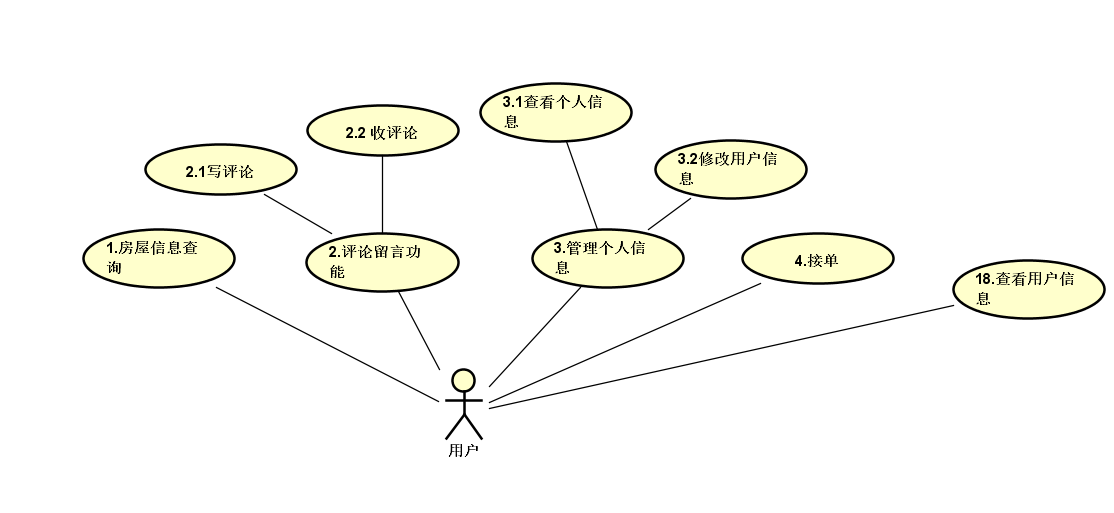 3.1查看个人信
息
2.2 收评论
3.2修改用户信
息
2.1写评论
1.房屋信息查
询
2.评论留言功
能
3.管理个人信
息
4.接单
18.查看用户信
息
用户